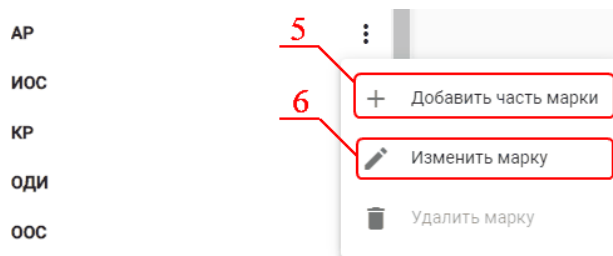 АР
ИОС
КР
ОДИ
ООС
5
Добавить часть марки
6
Изменить марку
Удалить марку